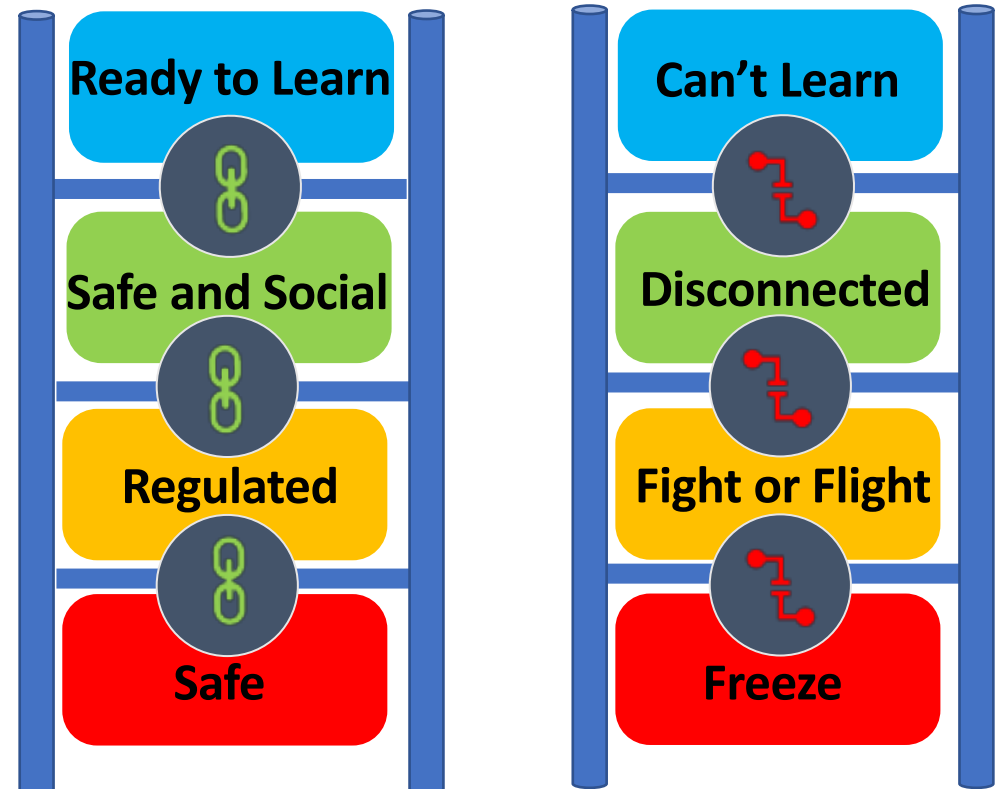 Ready to Learn
Safe and Social
Regulated
Safe
Can’t Learn
Disconnected
Fight or Flight
Freeze